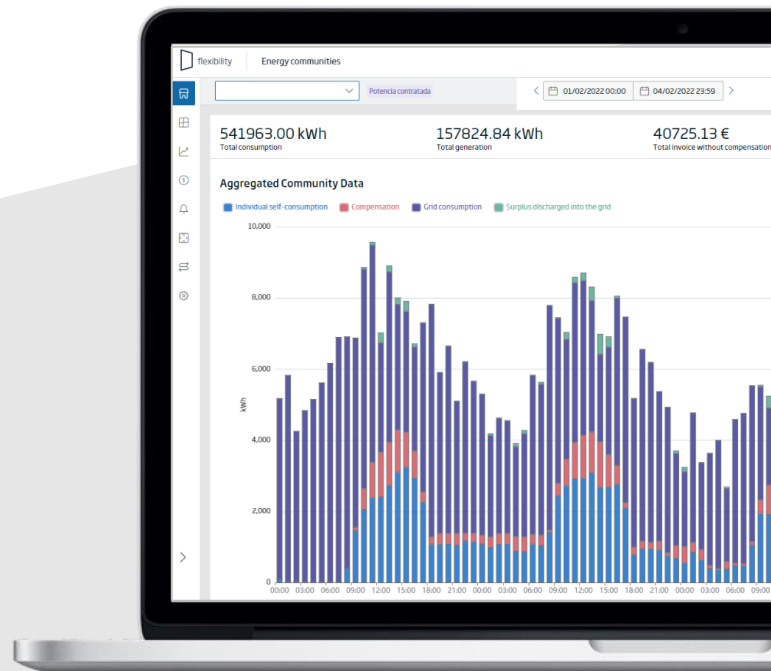 flexibility Energy communities
Potencia contratada 01/02/2022 00:00 04/02/2022 23:59
541963.00 kWh 157824.84 kWh 40725.13 €
Total consumption Total generation Total invoice without compensation
Aggregated Community Data
Individual self-consumption Compensation Grid consumption Surplus discharged into the grid
10,000
8,000
6,000
kWh
4,000
2,000
0
00:00 03:00 06:00 09:00 12:00 15:00 18:00 21:00 00:00 03:00 06:00 09:00 12:00 15:00 18:00 21:00 00:00 03:00 06:00 09:00